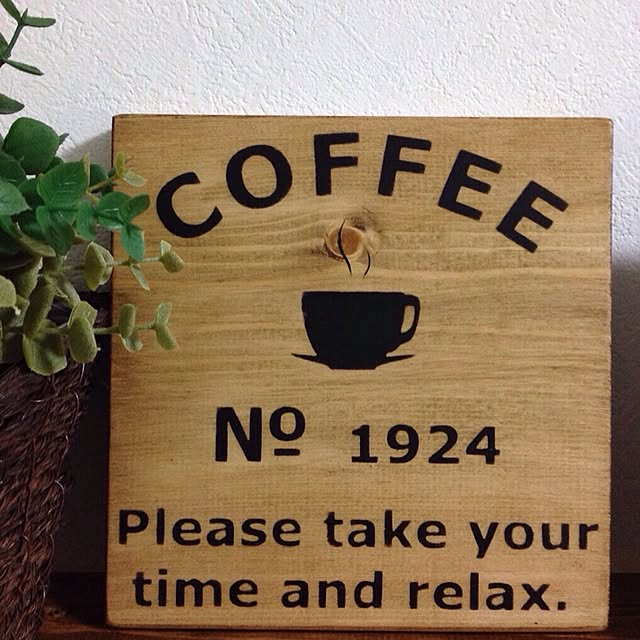 COFFEE
Nº 1924
Please take your
time and relax.